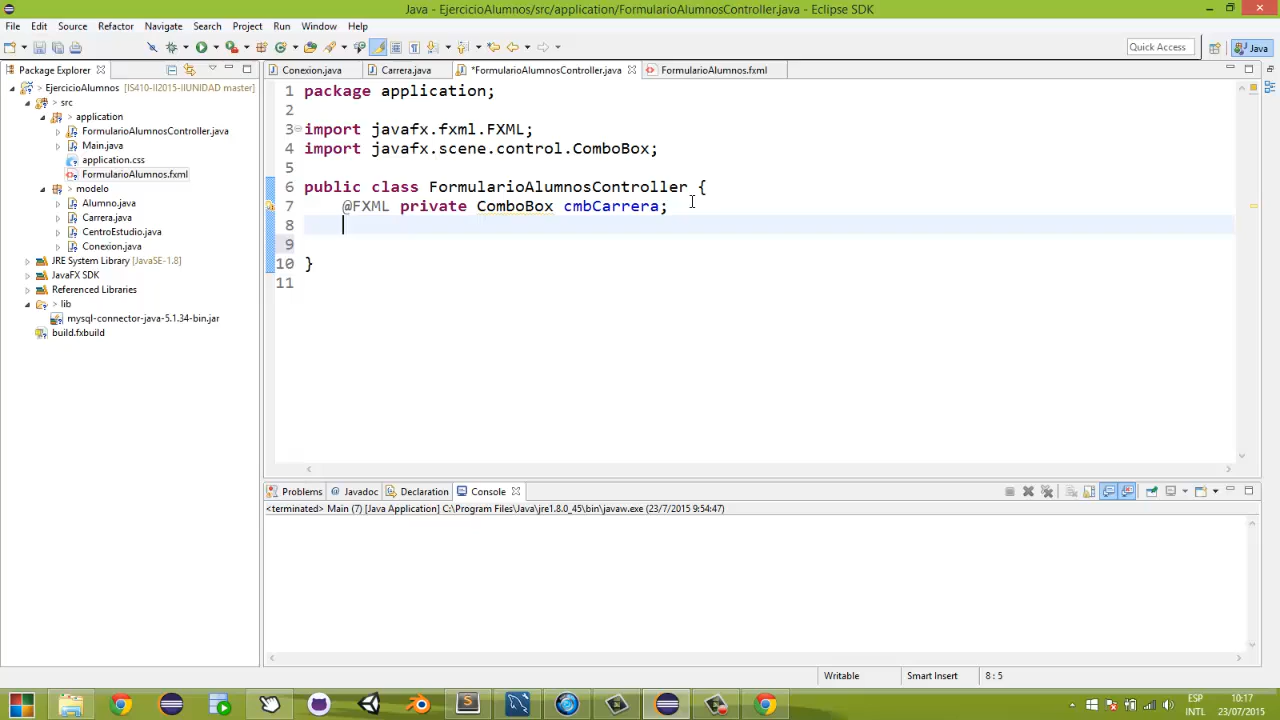 Java - EjercicioAlumnos/src/application/FormularioAlumnosController.java - Eclipse SDK
File Edit Source Refactor Navigate Search Project Run Window Help
Quick Access
Java
Package Explorer
Conexion.java
Carrera.java
*FormularioAlumnosController.java
FormularioAlumnos.fxml
EjercicioAlumnos [IS410-II2015-IIUNIDAD master]
> src
> application
FormularioAlumnosController.java
Main.java
application.css
FormularioAlumnos.fxml
> modelo
Alumno.java
Carrera.java
CentroEstudio.java
Conexion.java
JRE System Library [JavaSE-1.8]
JavaFX SDK
Referenced Libraries
> lib
mysql-connector-java-5.1.34-bin.jar
build.fxbuild
1 package application;
2
3 import javafx.fxml.FXML;
4 import javafx.scene.control.ComboBox;
5
6 public class FormularioAlumnosController {
7 @FXML private ComboBox cmbCarrera;
8
9
10 }
11
Problems
@ Javadoc
Declaration
Console
<terminated> Main (7) [Java Application] C:\Program Files\Java\jre1.8.0_45\bin\javaw.exe (23/7/2015 9:54:47)
Writable
Smart Insert
8 : 5
ESP
INTL
10:17
23/07/2015